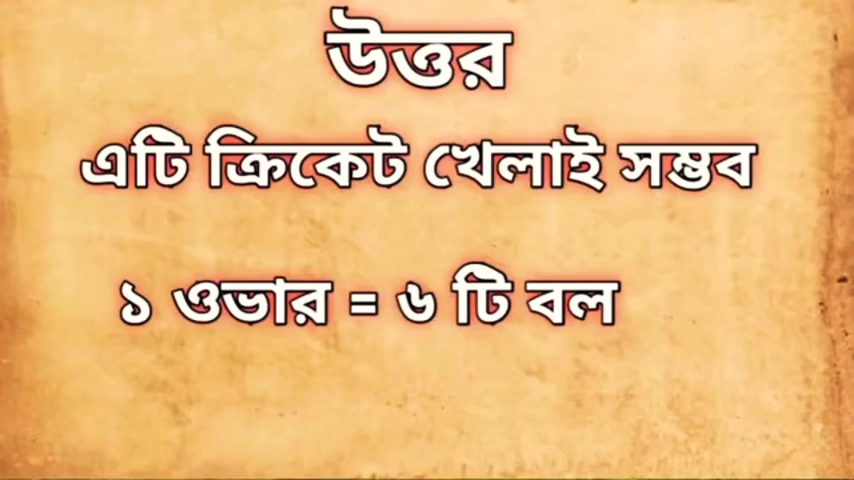 উত্তর
এটি ক্রিকেট খেলাই সম্ভব
১ ওভার = ৬ টি বল